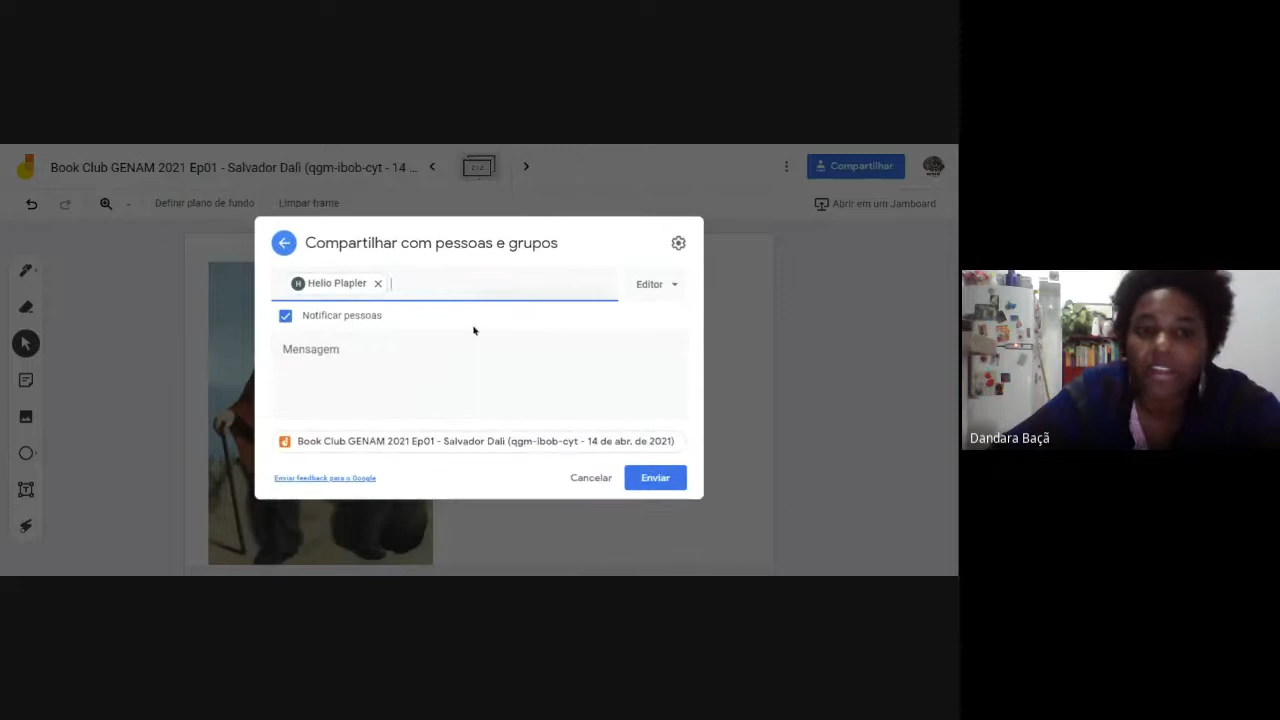 Book Club GENAM 2021 Ep01 - Salvador Dalì (qgm-ibob-cyt - 14 ...
Compartilhar
Definir plano de fundo
Limpar frame
Abrir em um Jamboard
Compartilhar com pessoas e grupos
H Helio Plapler
Editor
Notificar pessoas
Mensagem
Book Club GENAM 2021 Ep01 - Salvador Dalì (qgm-ibob-cyt - 14 de abr. de 2021)
Enviar feedback para o Google
Cancelar
Enviar
Dandara Baçã